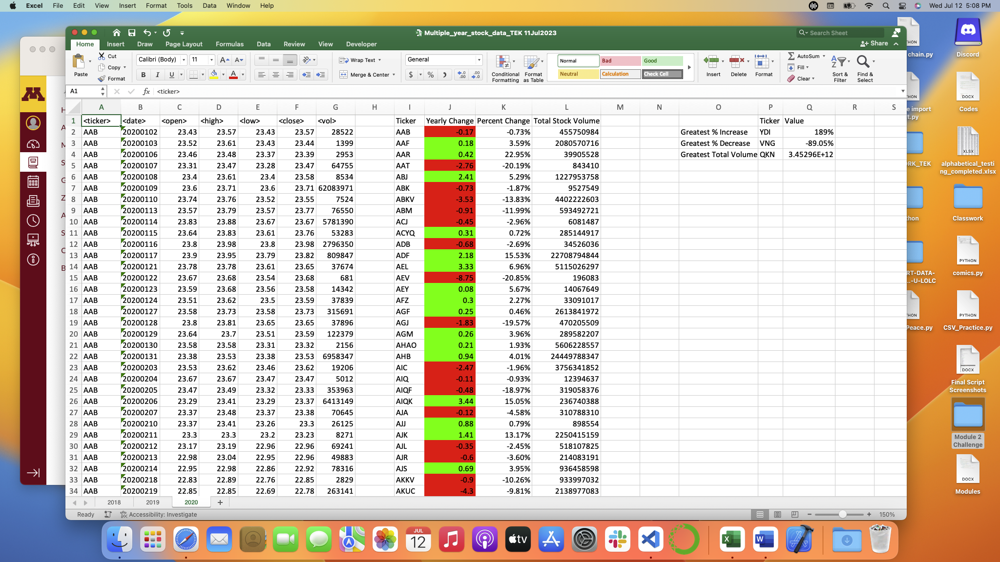 Excel File Edit View Insert Format Tools Data Window Help Wed Jul 12 5:08 PM
Multiple_year_stock_data_TEK 11Jul2023 Search Sheet
Home Insert Draw Page Layout Formulas Data Review View Developer Share
Paste Cut Copy Format
Calibri (Body) 11 Wrap Text Merge & Center General
Conditional Formatting Format as Table
Normal Bad Good
Neutral Calculation Check Cell
Insert Delete Format AutoSum Fill Clear Sort & Filter Find & Select
A1 fx <ticker>
A B C D E F G H I J K L M N O P Q R S
1 <ticker> <date> <open> <high> <low> <close> <vol> Ticker Yearly Change Percent Change Total Stock Volume Ticker Value
2 AAB 20200102 23.43 23.57 23.43 23.57 28522 AAB -0.17 -0.73% 455750984 Greatest % Increase YDI 189%
3 AAB 20200103 23.52 23.61 23.43 23.44 1399 AAF 0.18 3.59% 2080570716 Greatest % Decrease VNG -89.05%
4 AAB 20200106 23.46 23.48 23.37 23.39 2953 AAR 0.42 22.95% 39905528 Greatest Total Volume QKN 3.45296E+12
5 AAB 20200107 23.31 23.47 23.28 23.47 64755 AAT -2.76 -20.19% 843410
6 AAB 20200108 23.4 23.61 23.4 23.58 8534 ABJ 2.41 5.29% 1227953758
7 AAB 20200109 23.6 23.71 23.6 23.71 62083971 ABK -0.73 -1.87% 9527549
8 AAB 20200110 23.74 23.76 23.52 23.55 7524 ABKV -3.53 -13.83% 4402222603
9 AAB 20200113 23.57 23.79 23.57 23.77 76550 ABM -0.91 -11.99% 593492721
10 AAB 20200114 23.83 23.88 23.67 23.67 5781390 ACJ -0.45 -2.96% 6081487
11 AAB 20200115 23.64 23.83 23.61 23.76 53283 ACYQ 0.31 0.72% 285144917
12 AAB 20200116 23.8 23.98 23.8 23.98 2796350 ADB -0.68 -2.69% 34526036
13 AAB 20200117 23.9 23.95 23.79 23.82 809847 ADF 2.18 15.53% 22708794844
14 AAB 20200121 23.78 23.78 23.61 23.65 37674 AEL 3.33 6.96% 5115026297
15 AAB 20200122 23.67 23.68 23.54 23.68 681 AEV -8.75 -20.85% 196083
16 AAB 20200123 23.59 23.68 23.56 23.58 14342 AEY 0.08 5.67% 14067649
17 AAB 20200124 23.51 23.62 23.5 23.59 37839 AFZ 0.3 2.27% 33091017
18 AAB 20200127 23.58 23.73 23.58 23.73 315691 AGF 0.25 0.46% 2613841972
19 AAB 20200128 23.8 23.81 23.65 23.65 37896 AGJ -1.83 -19.57% 470205509
20 AAB 20200129 23.64 23.7 23.51 23.59 122379 AGM 0.26 3.96% 289582207
21 AAB 20200130 23.58 23.58 23.31 23.32 2156 AHAO 0.21 1.93% 5606228557
22 AAB 20200131 23.38 23.53 23.38 23.53 6958347 AHB 0.94 4.01% 24449788347
23 AAB 20200203 23.53 23.62 23.46 23.62 19206 AIC -2.47 -1.96% 3756341852
24 AAB 20200204 23.67 23.67 23.47 23.47 5012 AIQ -0.11 -0.93% 12394637
25 AAB 20200205 23.47 23.49 23.32 23.33 353963 AIQF -0.48 -18.97% 319058376
26 AAB 20200206 23.29 23.41 23.29 23.37 6413149 AIQK 3.44 15.05% 236740388
27 AAB 20200207 23.37 23.48 23.37 23.38 70645 AJA -0.12 -4.58% 310788310
28 AAB 20200210 23.37 23.41 23.26 23.3 26125 AJJ 0.88 0.79% 898554
29 AAB 20200211 23.3 23.3 23.2 23.23 8271 AJK 1.41 13.17% 2250415159
30 AAB 20200212 23.17 23.19 22.96 22.96 69241 AJL -0.35 -2.45% 518107825
31 AAB 20200213 22.98 23.04 22.95 22.96 49883 AJR -0.6 -3.60% 214083191
32 AAB 20200214 22.95 22.98 22.86 22.92 78316 AJS 0.69 3.95% 936458598
33 AAB 20200218 22.83 22.89 22.76 22.85 2829 AKKV -0.9 -10.26% 933997032
34 AAB 20200219 22.85 22.85 22.69 22.78 263141 AKUC -4.3 -9.81% 2138977083
2018 2019 2020 +
Ready Accessibility: Investigate 150%
HON
chain.py
Discord
HON
e import
t.py
DOCX
Codes
XLSX
RK_TEK
alphabetical_testi
ng_completed.xlsx
hon
Classwork
PYTHON
RT-DATA-
...-U-LOLC
comics.py
HON
PYTHON
Peace.py
CSV_Practice.py
DOCX
Final Script
Screenshots
Module 2
Challenge
DOCX
Modules
JUL
12
tv
X
W